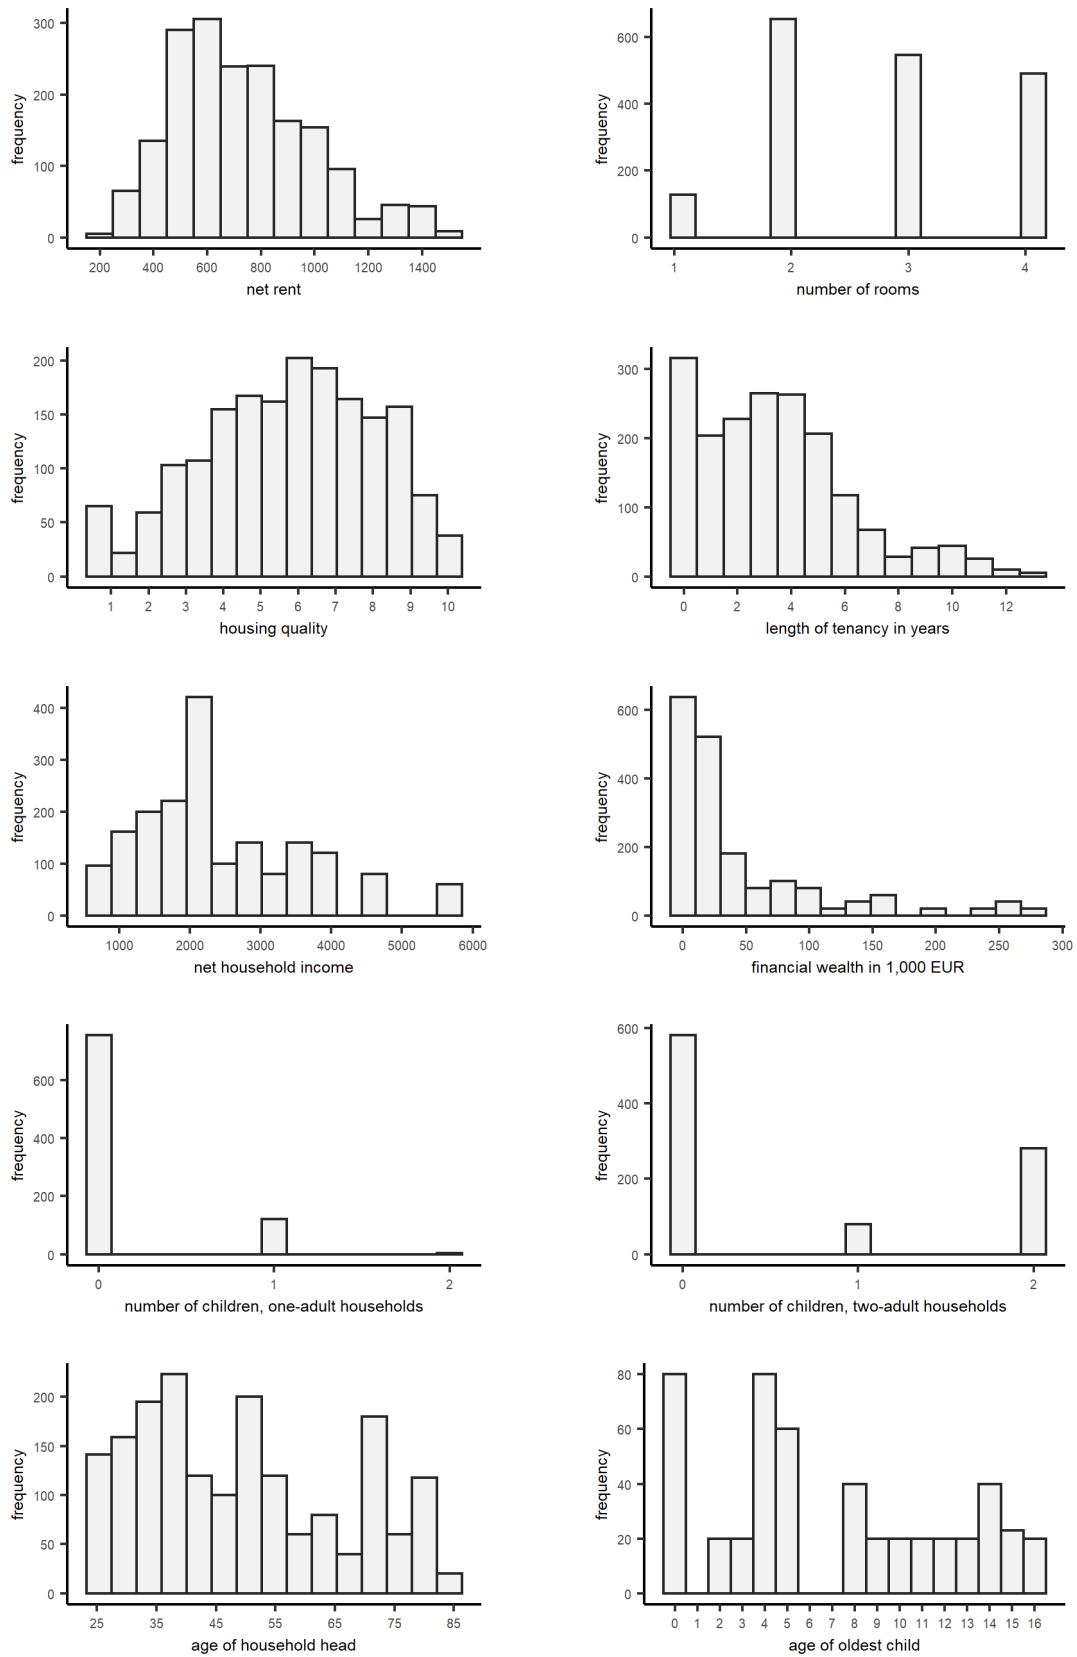 frequency
300
200
100
0
200 400 600 800 1000 1200 1400
net rent
frequency
600
400
200
0
1 2 3 4
number of rooms
frequency
200
150
100
50
0
1 2 3 4 5 6 7 8 9 10
housing quality
frequency
300
200
100
0
0 2 4 6 8 10 12
length of tenancy in years
frequency
400
300
200
100
0
1000 2000 3000 4000 5000 6000
net household income
frequency
600
400
200
0
0 50 100 150 200 250 300
financial wealth in 1,000 EUR
frequency
600
400
200
0
0 1 2
number of children, one-adult households
frequency
600
400
200
0
0 1 2
number of children, two-adult households
frequency
200
150
100
50
0
25 35 45 55 65 75 85
age of household head
frequency
80
60
40
20
0
0 1 2 3 4 5 6 7 8 9 10 11 12 13 14 15 16
age of oldest child